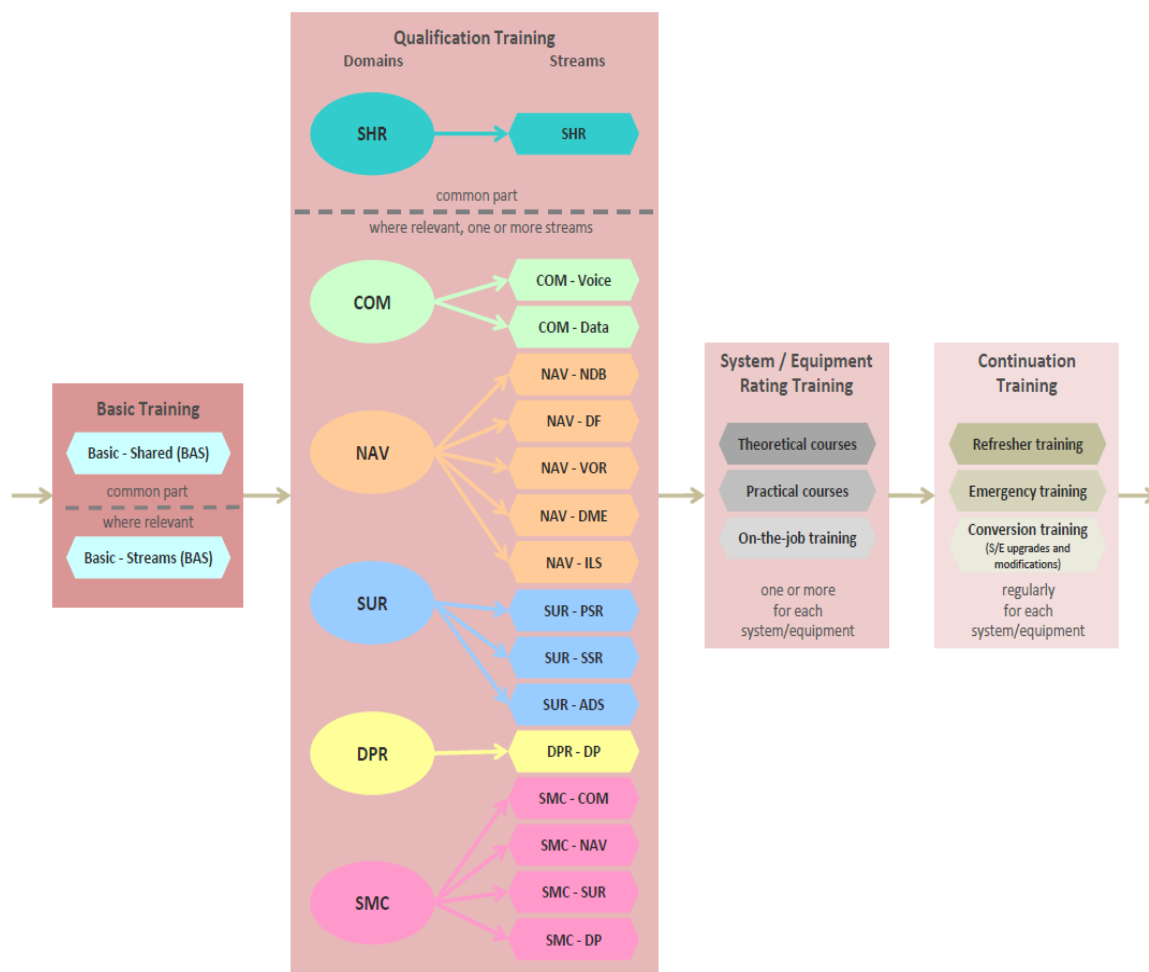 Qualification Training
Domains
Streams
SHR
SHR
common part
where relevant, one or more streams
COM
COM - Voice
COM - Data
NAV
NAV - NDB
NAV - DF
NAV - VOR
NAV - DME
NAV - ILS
SUR
SUR - PSR
SUR - SSR
SUR - ADS
DPR
DPR - DP
SMC
SMC - COM
SMC - NAV
SMC - SUR
SMC - DP
Basic Training
Basic - Shared (BAS)
common part
where relevant
Basic - Streams (BAS)
System / Equipment
Rating Training
Theoretical courses
Practical courses
On-the-job training
one or more
for each
system/equipment
Continuation
Training
Refresher training
Emergency training
Conversion training
(S/E upgrades and
modifications)
regularly
for each
system/equipment